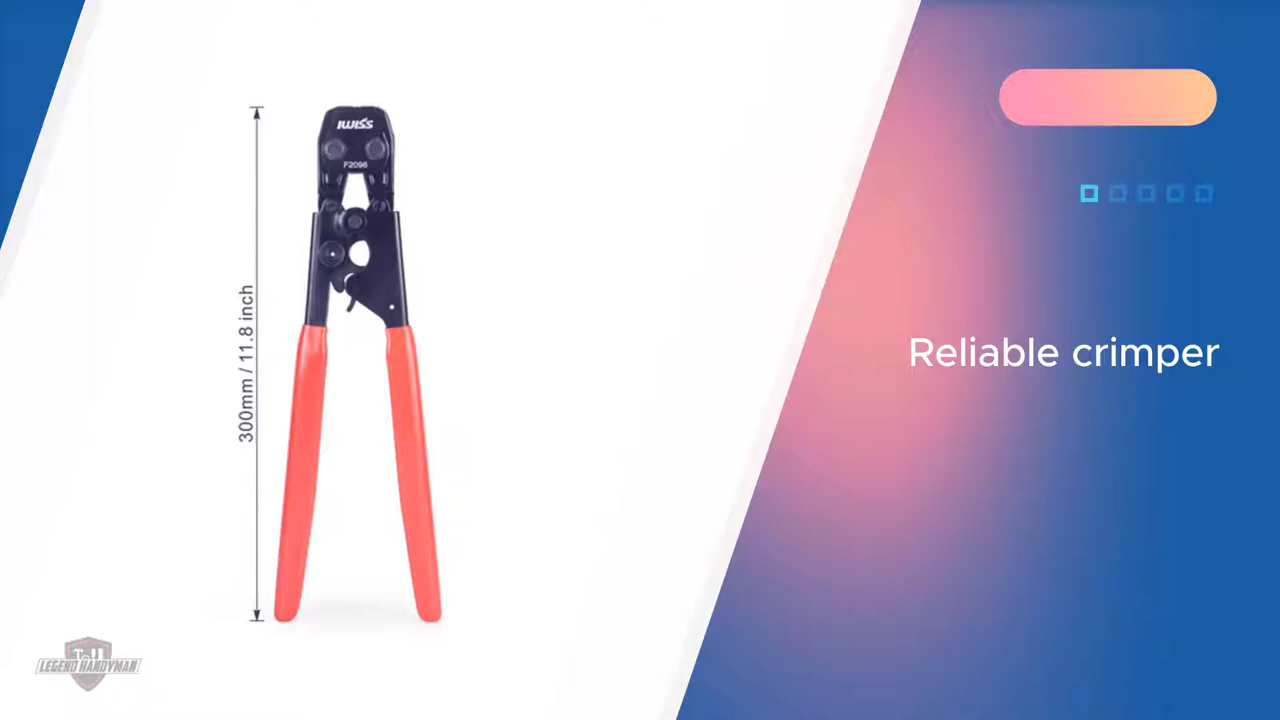 IWISS
F2098
300mm / 11.8 inch
Reliable crimper
LEGEND HANDYMAN